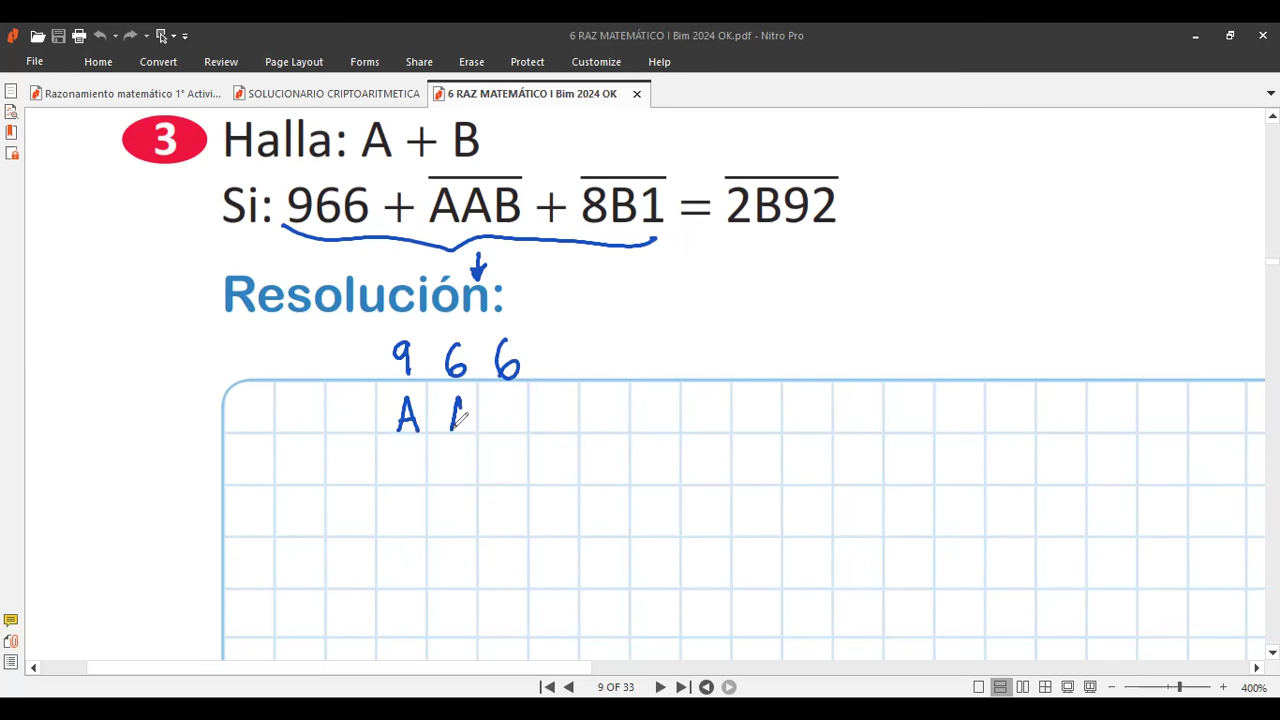 6 RAZ MATEMÁTICO I Bim 2024 OK.pdf - Nitro Pro
File Home Convert Review Page Layout Forms Share Erase Protect Customize Help
Razonamiento matemático 1° Activi... SOLUCIONARIO CRIPTOARITMETICA 6 RAZ MATEMÁTICO I Bim 2024 OK
3 Halla: A + B
Si: 966 + AAB + 8B1 = 2B92
Resolución:
9 6 6
A
9 OF 33
400%